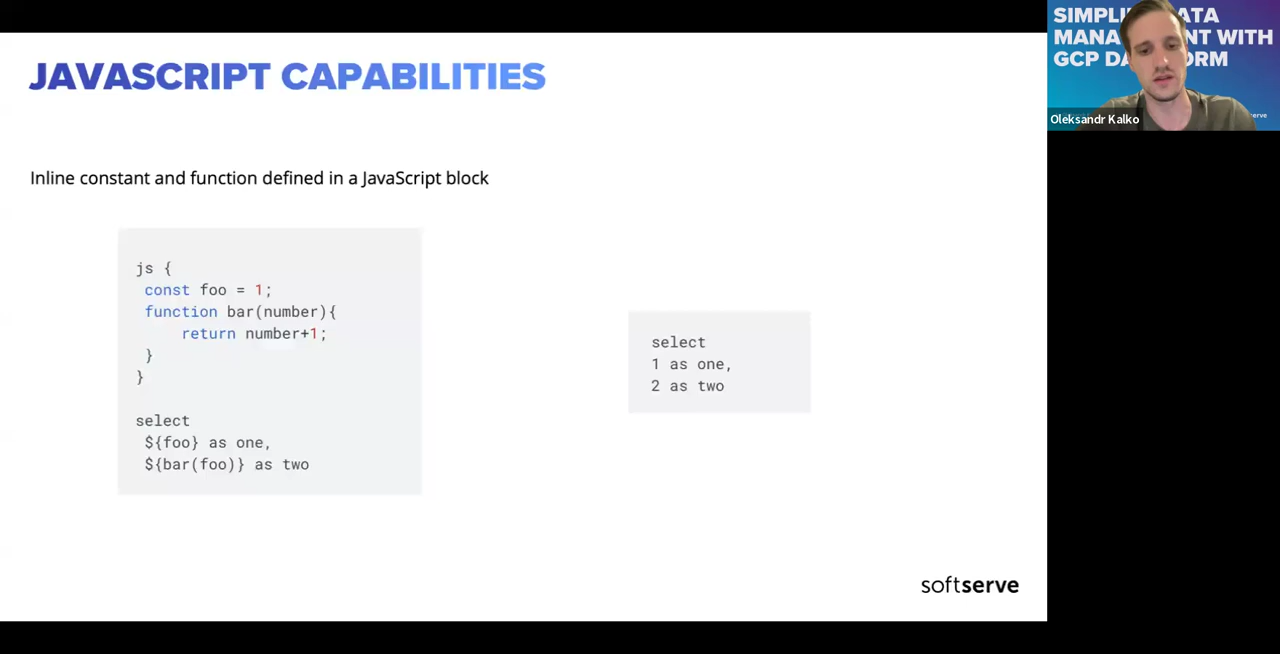 JAVASCRIPT CAPABILITIES
Inline constant and function defined in a JavaScript block
js {
const foo = 1;
function bar(number){
return number+1;
}
}
select
${foo} as one,
${bar(foo)} as two
select
1 as one,
2 as two
softserve
WITH
GCP
Oleksandr Kalko